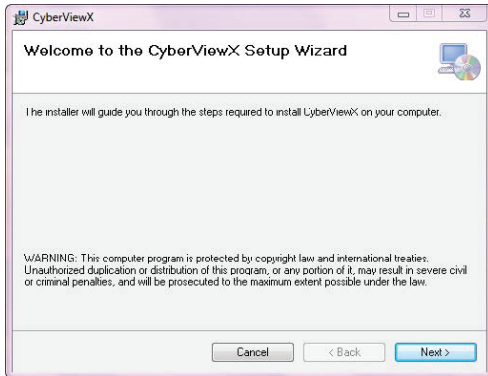 CyberViewX
Welcome to the CyberViewX Setup Wizard
The installer will guide you through the steps required to install CyberViewX on your computer.
WARNING: This computer program is protected by copyright law and international treaties.
Unauthorized duplication or distribution of this program, or any portion of it, may result in severe civil
or criminal penalties, and will be prosecuted to the maximum extent possible under the law.
Cancel
< Back
Next >